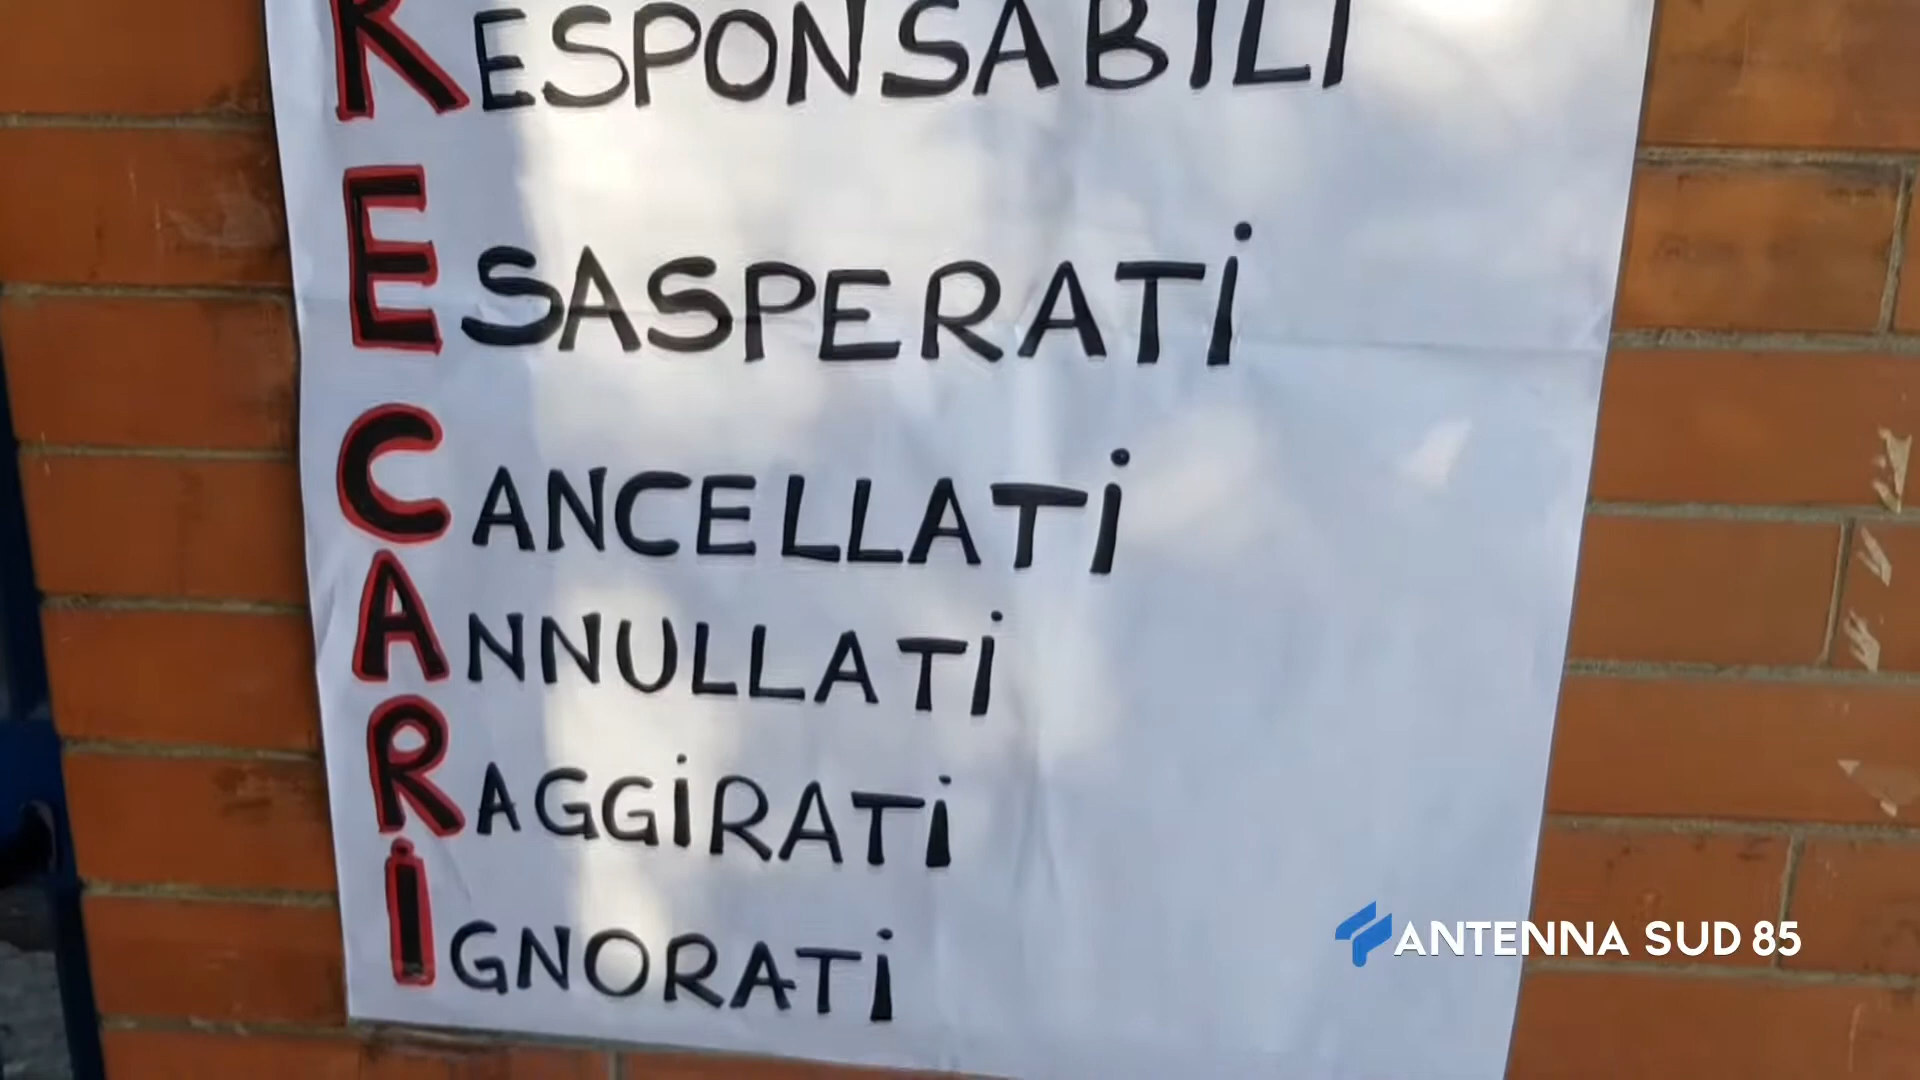 RESPONSABILI
ESASPERATI
CANCELLATI
ANNULLATI
RAGGIRATI
IGNORATI
ANTENNA SUD 85